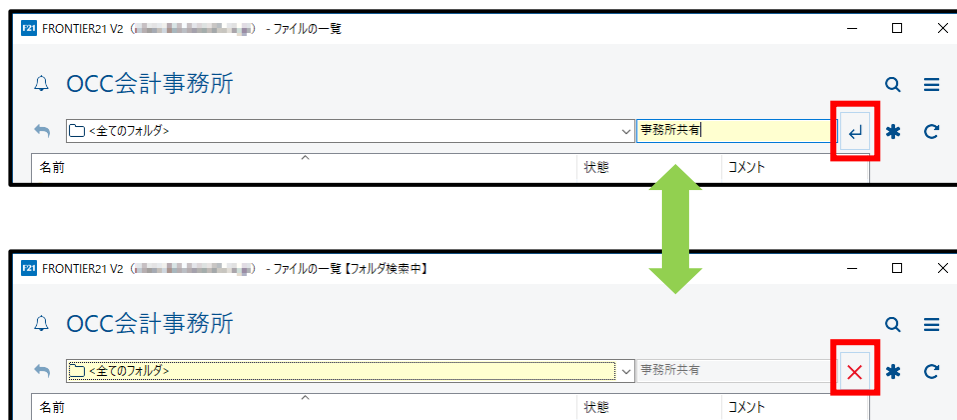 F21 FRONTIER21 V2（ ） - ファイルの一覧
OCC会計事務所
<全てのフォルダ> 事務所共有
名前 状態 コメント
F21 FRONTIER21 V2（ ） - ファイルの一覧【フォルダ検索中】
OCC会計事務所
<全てのフォルダ> 事務所共有
名前 状態 コメント